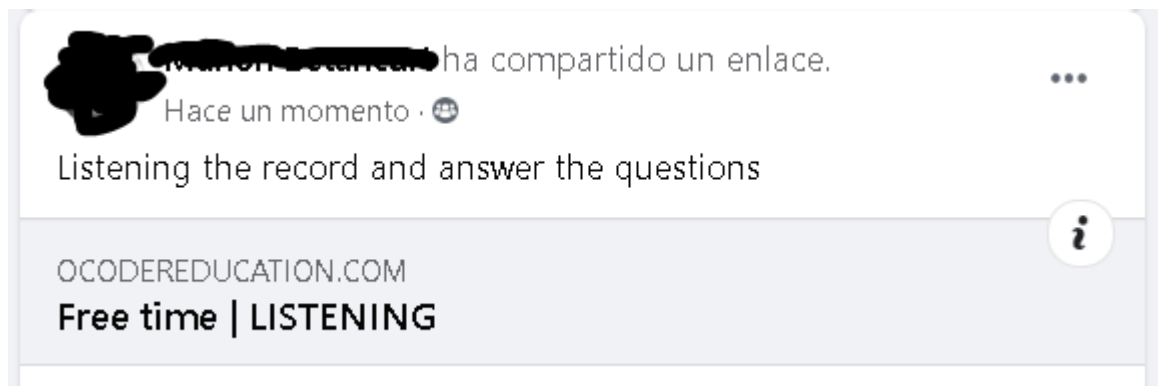 ha compartido un enlace.
Hace un momento ·
Listening the record and answer the questions
i
OCODEREDUCATION.COM
Free time | LISTENING